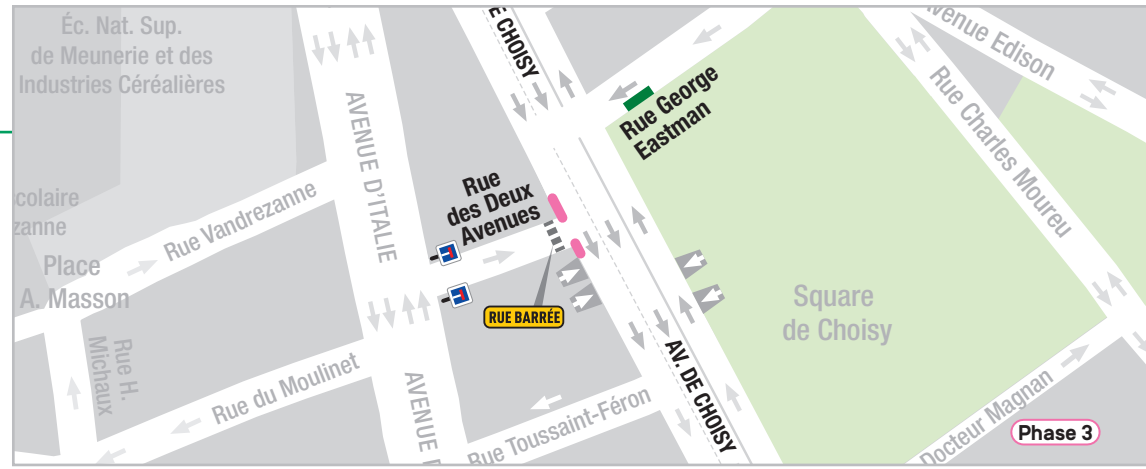 Éc. Nat. Sup.
de Meunerie et des
Industries Céréalières
E CHOISY
venue Edison
Rue George
Eastman
Rue Charles Moureu
AVENUE D'ITALIE
Rue
des Deux
Avenues
colaire
zanne
Rue Vandrezanne
Place
A. Masson
RUE BARRÉE
Square
de Choisy
Rue H.
Michaux
Rue du Moulinet
AVENUE D
AV. DE CHOISY
Rue Toussaint-Féron
Docteur Magnan
Phase 3